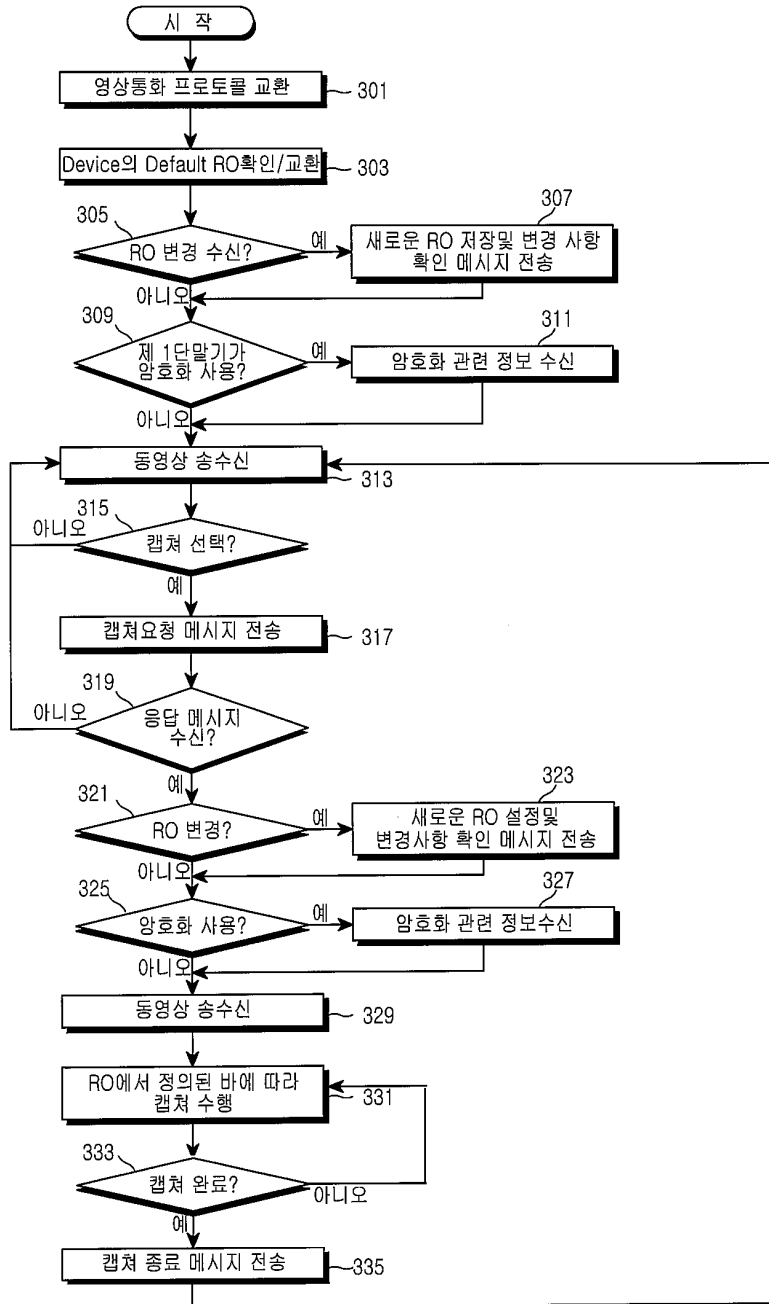 시 작
영상통화 프로토콜 교환
301
Device의 Default RO확인/교환
303
305
RO 변경 수신?
예
307
새로운 RO 저장및 변경 사항
확인 메시지 전송
아니오
309
제 1단말기가
암호화 사용?
예
311
암호화 관련 정보 수신
아니오
동영상 송수신
313
315
아니오
캡쳐 선택?
예
캡쳐요청 메시지 전송
317
319
아니오
응답 메시지
수신?
예
321
RO 변경?
예
323
새로운 RO 설정및
변경사항 확인 메시지 전송
아니오
325
암호화 사용?
예
327
암호화 관련 정보수신
아니오
동영상 송수신
329
RO에서 정의된 바에 따라
캡쳐 수행
331
333
캡쳐 완료?
아니오
예
캡쳐 종료 메시지 전송
335